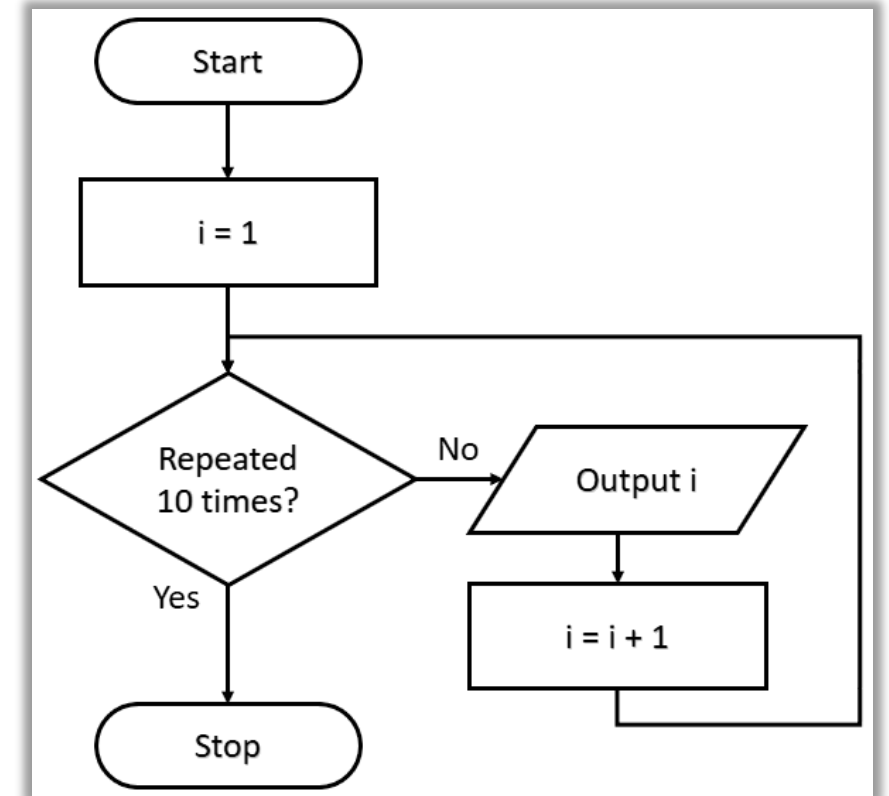 Start
i = 1
Repeated
10 times?
No
Output i
i = i + 1
Yes
Stop